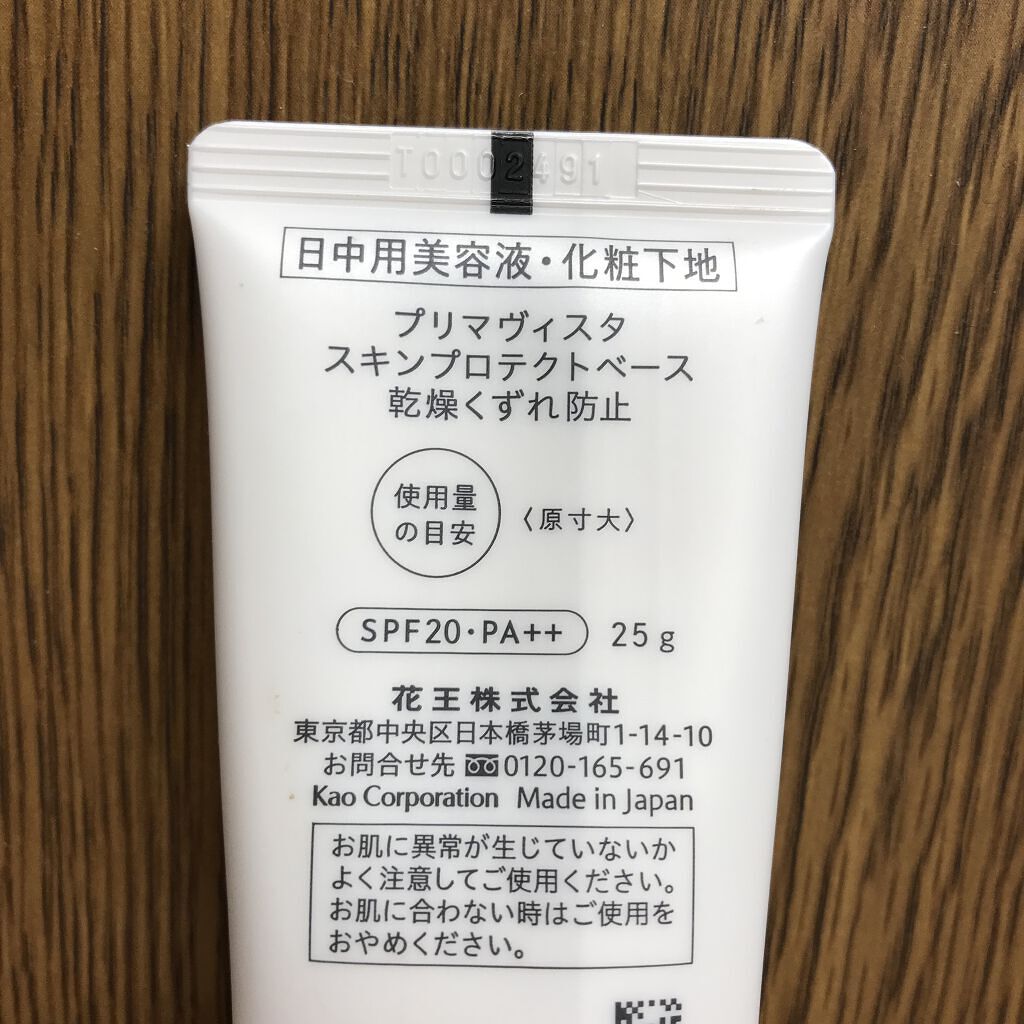 T0002491
日中用美容液・化粧下地
プリマヴィスタ
スキンプロテクトベース
乾燥くずれ防止
使用量
の目安
〈原寸大〉
SPF20・PA++ 25g
花王株式会社
東京都中央区日本橋茅場町1-14-10
お問合せ先 0120-165-691
Kao Corporation Made in Japan
お肌に異常が生じていないか
よく注意してご使用ください。
お肌に合わない時はご使用を
おやめください。